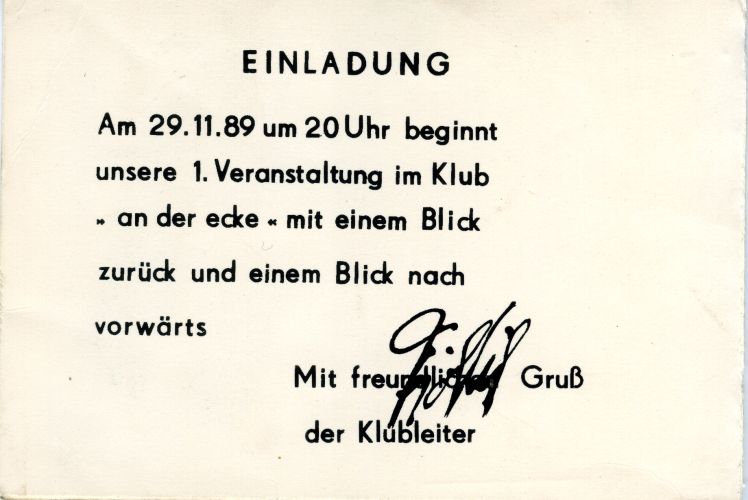 EINLADUNG
Am 29.11.89 um 20 Uhr beginnt
unsere 1. Veranstaltung im Klub
» an der ecke « mit einem Blick
zurück und einem Blick nach
vorwärts
Mit freundlichen Gruß
der Klubleiter